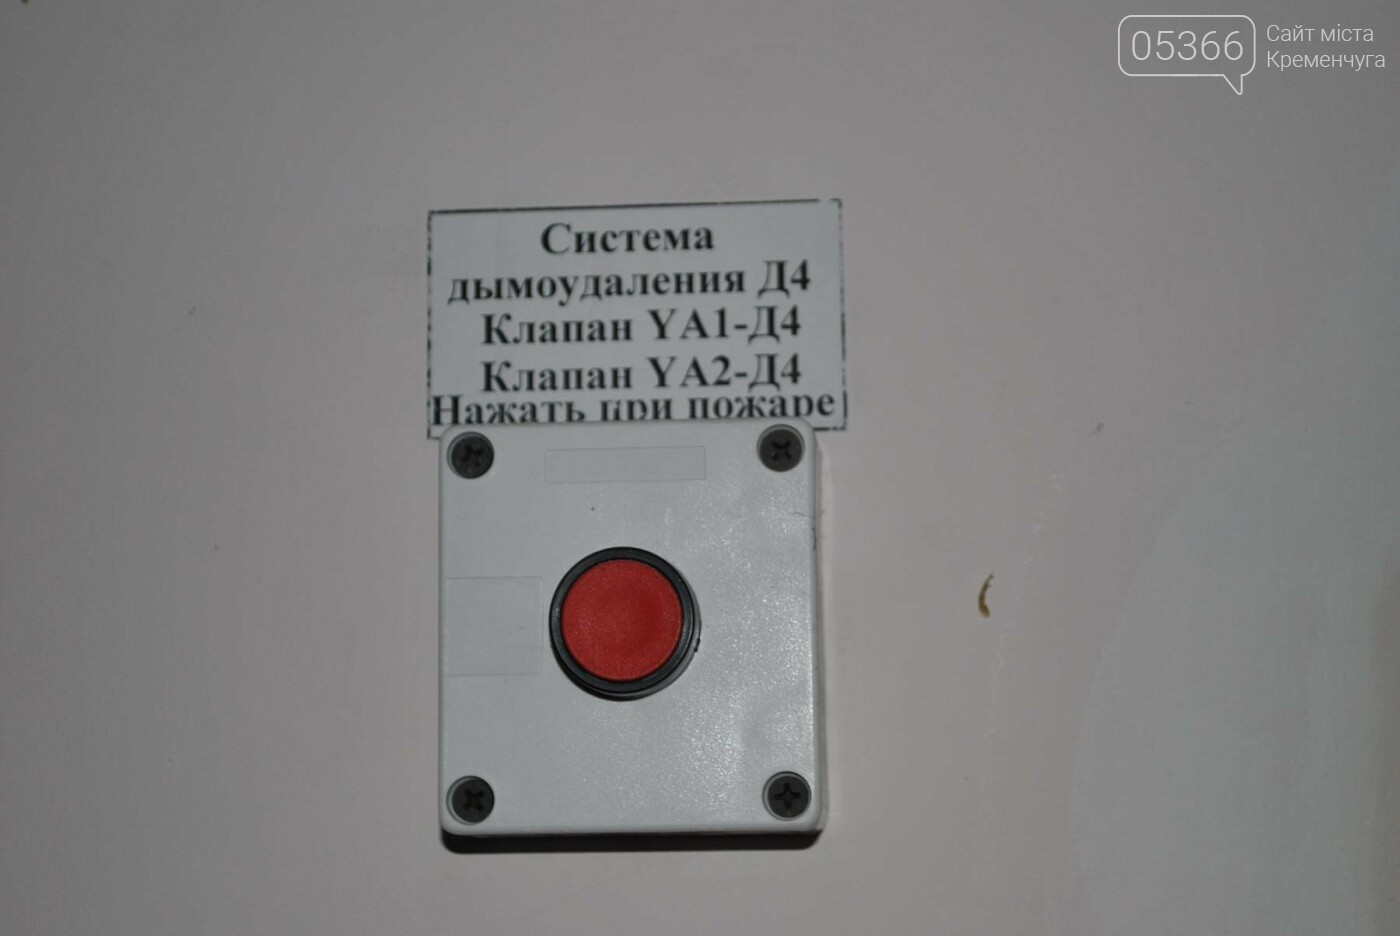 05366 Сайт міста
Кременчуга
Система
дымоудаления Д4
Клапан YA1-Д4
Клапан YA2-Д4
Нажать при пожаре